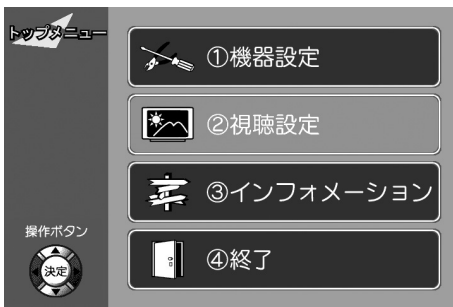 トップメニュー
①機器設定
②視聴設定
③インフォメーション
④終了
操作ボタン
決定